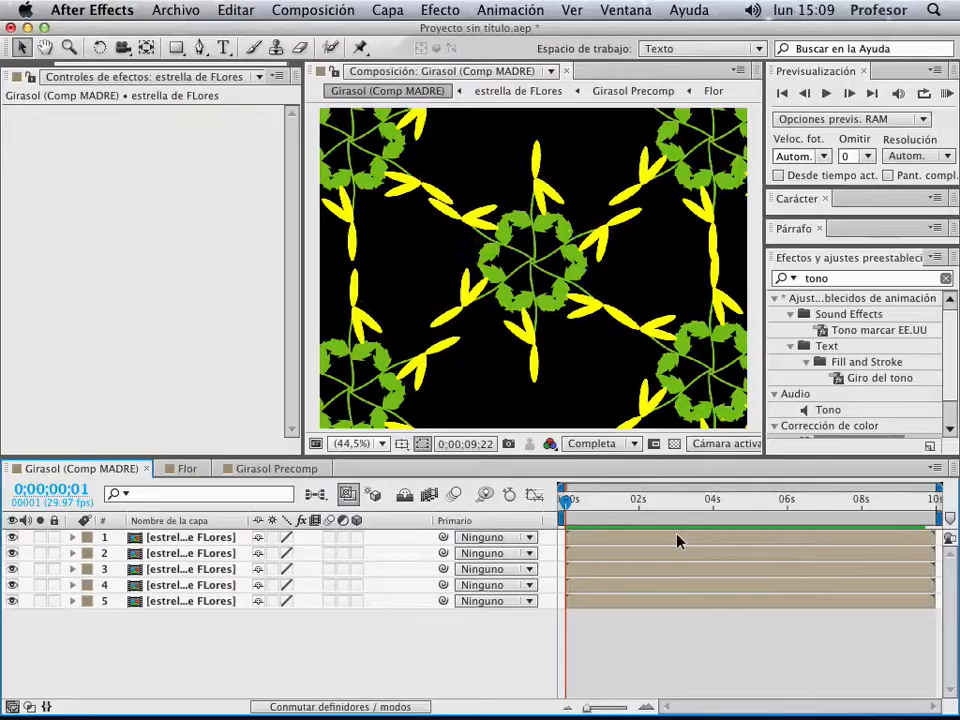 After Effects Archivo Editar Composición Capa Efecto Animación Ver Ventana Ayuda lun 15:09 Profesor
Proyecto sin título.aep *
Espacio de trabajo: Texto Buscar en la Ayuda
Controles de efectos: estrella de FLores
Composición: Girasol (Comp MADRE)
Previsualización
Estrella de FLores • estrella de FLores
Girasol (Comp MADRE) estrella de FLores Girasol Precomp Flor
Girasol (Comp MADRE) • estrella de FLores
Opciones previs. RAM
Veloc. fot. Omitir Resolución
Autom. 0 Autom.
Desde tiempo act. Pant. compl.
Carácter
Párrafo
Efectos y ajustes preestableci
tono
* Ajust...blecidos de animación
Sound Effects
Tono marcar EE.UU
Text
Fill and Stroke
Giro del tono
Audio
Tono
Corrección de color
(44,5%) 0;00;09;22 Completa Cámara activa
Girasol (Comp MADRE) Flor Girasol Precomp
0;00;00;01
00001 (29.97 fps)
02s 04s 06s 08s 10s
# Nombre de la capa fx Primario
1 [estrel...e FLores] Ninguno
2 [estrel...e FLores] Ninguno
3 [estrel...e FLores] Ninguno
4 [estrel...e FLores] Ninguno
5 [estrel...e FLores] Ninguno
Conmutar definidores / modos